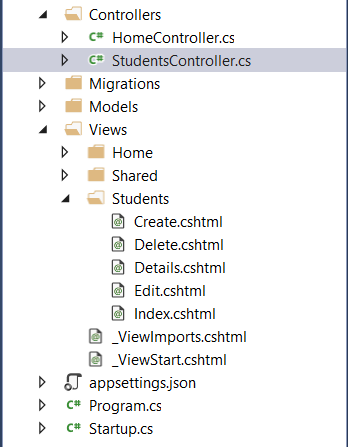 Controllers
C# HomeController.cs
C# StudentsController.cs
Migrations
Models
Views
Home
Shared
Students
Create.cshtml
Delete.cshtml
Details.cshtml
Edit.cshtml
Index.cshtml
_ViewImports.cshtml
_ViewStart.cshtml
appsettings.json
C# Program.cs
C# Startup.cs